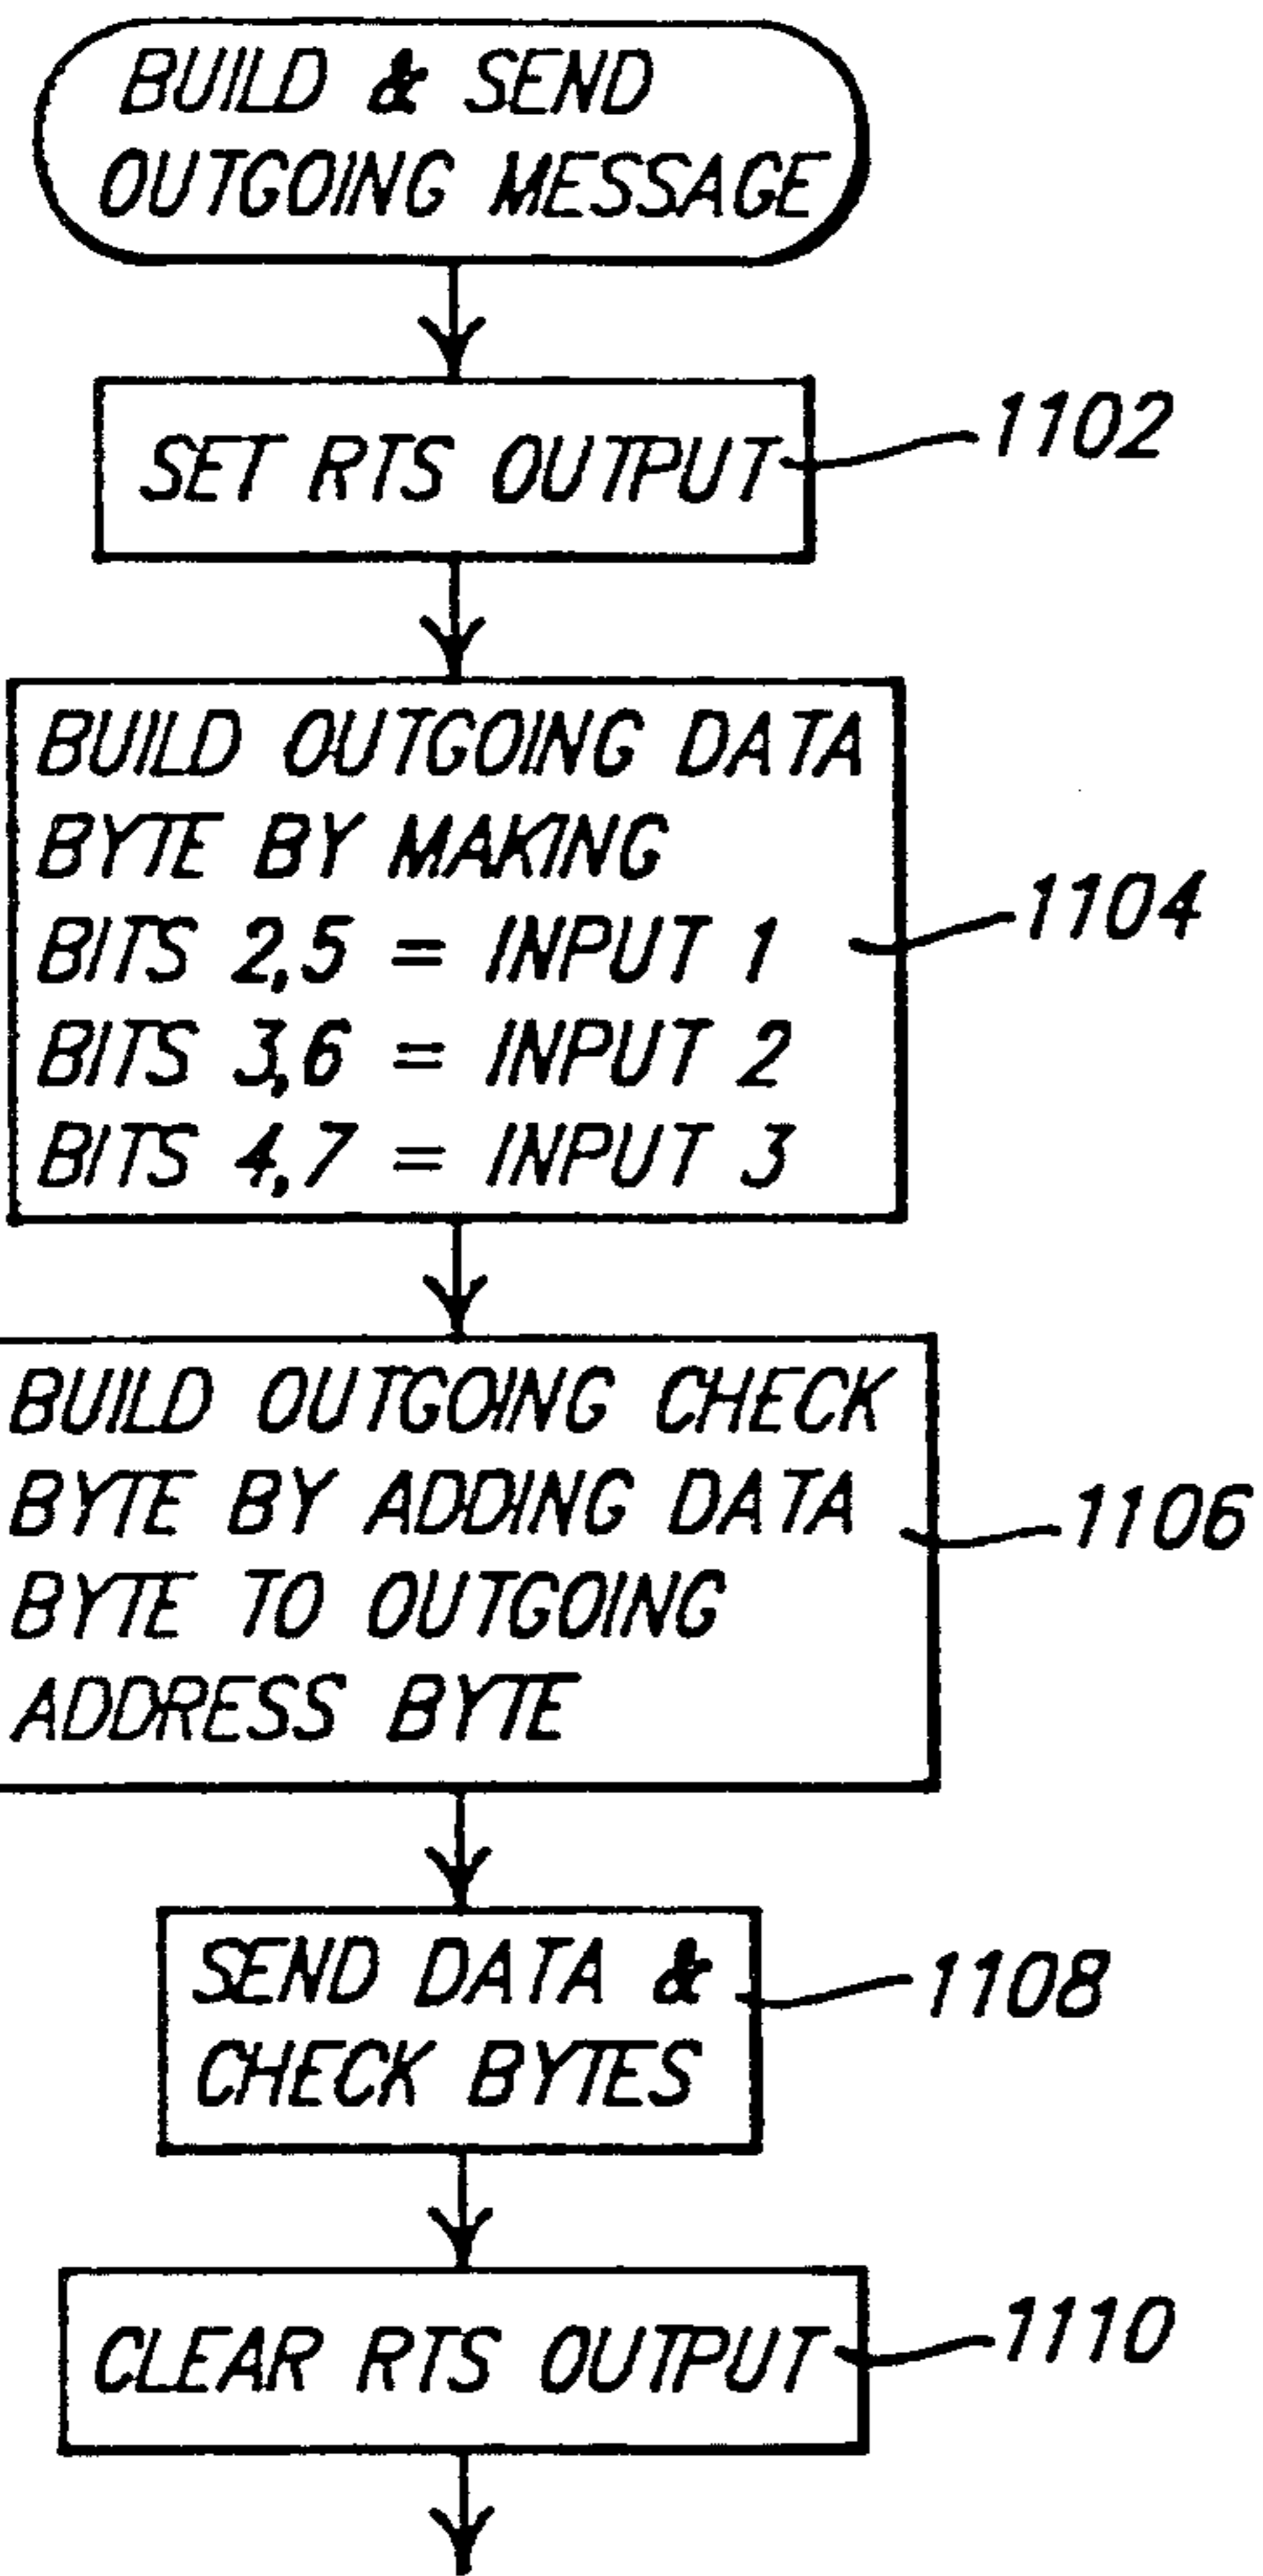 BUILD & SEND
OUTGOING MESSAGE
SET RTS OUTPUT
1102
BUILD OUTGOING DATA
BYTE BY MAKING
BITS 2,5 = INPUT 1
BITS 3,6 = INPUT 2
BITS 4,7 = INPUT 3
1104
BUILD OUTGOING CHECK
BYTE BY ADDING DATA
BYTE TO OUTGOING
ADDRESS BYTE
1106
SEND DATA &
CHECK BYTES
1108
CLEAR RTS OUTPUT
1110